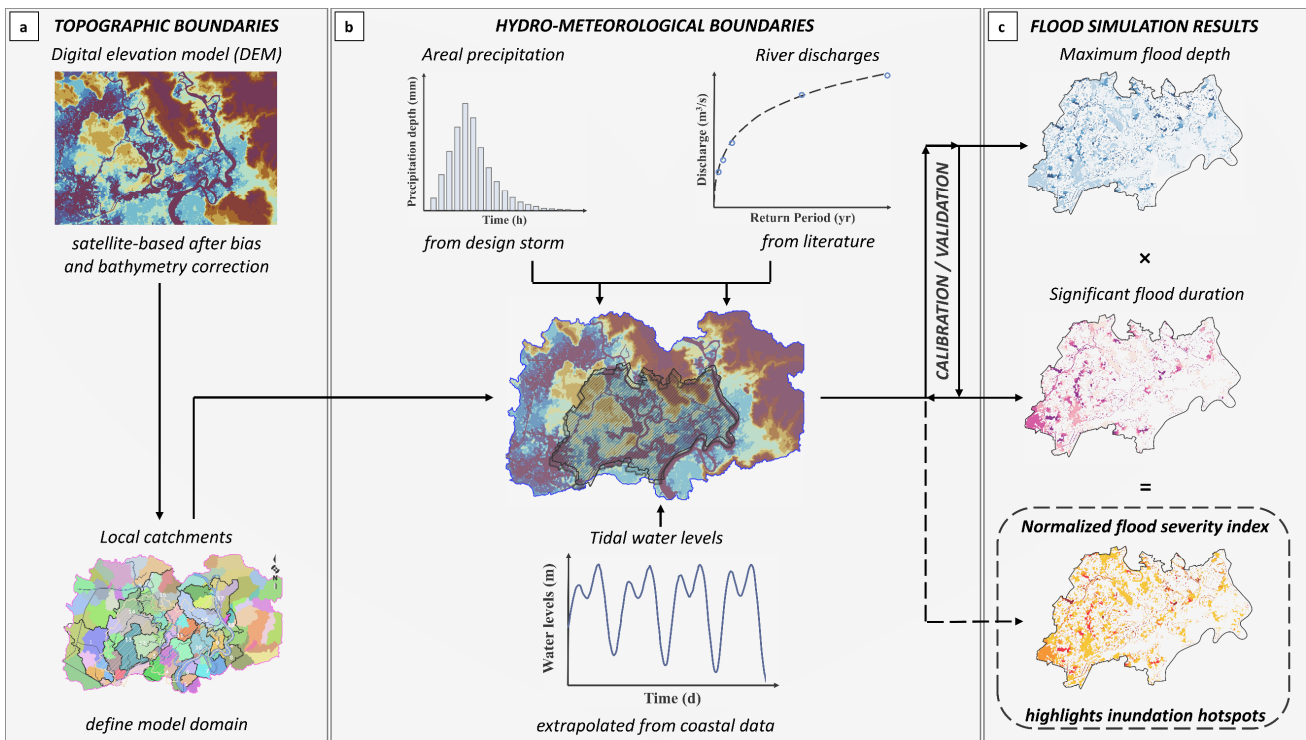 a
TOPOGRAPHIC BOUNDARIES
Digital elevation model (DEM)
satellite-based after bias
and bathymetry correction
Local catchments
N
define model domain
b
HYDRO-METEOROLOGICAL BOUNDARIES
Areal precipitation
Precipitation depth (mm)
Time (h)
from design storm
River discharges
Discharge (m³/s)
Return Period (yr)
from literature
Tidal water levels
Water levels (m)
Time (d)
extrapolated from coastal data
CALIBRATION / VALIDATION
c
FLOOD SIMULATION RESULTS
Maximum flood depth
×
Significant flood duration
=
Normalized flood severity index
highlights inundation hotspots